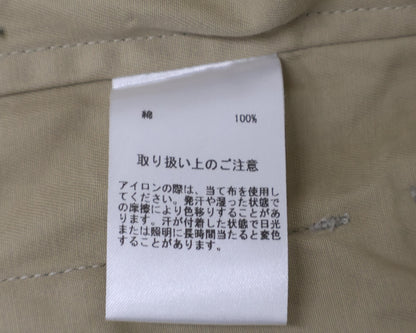 綿 100%
取り扱い上のご注意
アイロンの際は、当て布を使用し
てください。発汗や湿った状態で
の摩擦により色移りすることがあ
ります。汗が付着した状態で日光
または照明に長時間当たると変色
することがあります。